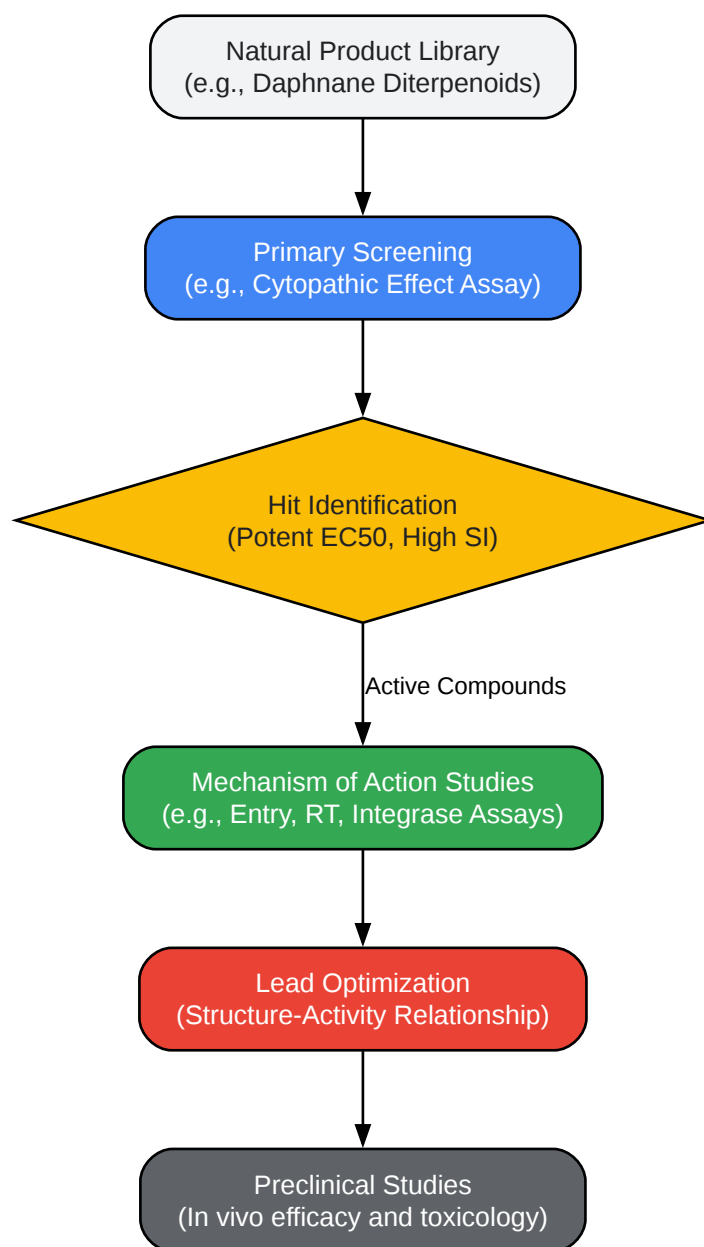 Natural Product Library
(e.g., Daphnane Diterpenoids)
Primary Screening
(e.g., Cytopathic Effect Assay)
Hit Identification
(Potent EC50, High SI)
Active Compounds
Mechanism of Action Studies
(e.g., Entry, RT, Integrase Assays)
Lead Optimization
(Structure-Activity Relationship)
Preclinical Studies
(In vivo efficacy and toxicology)